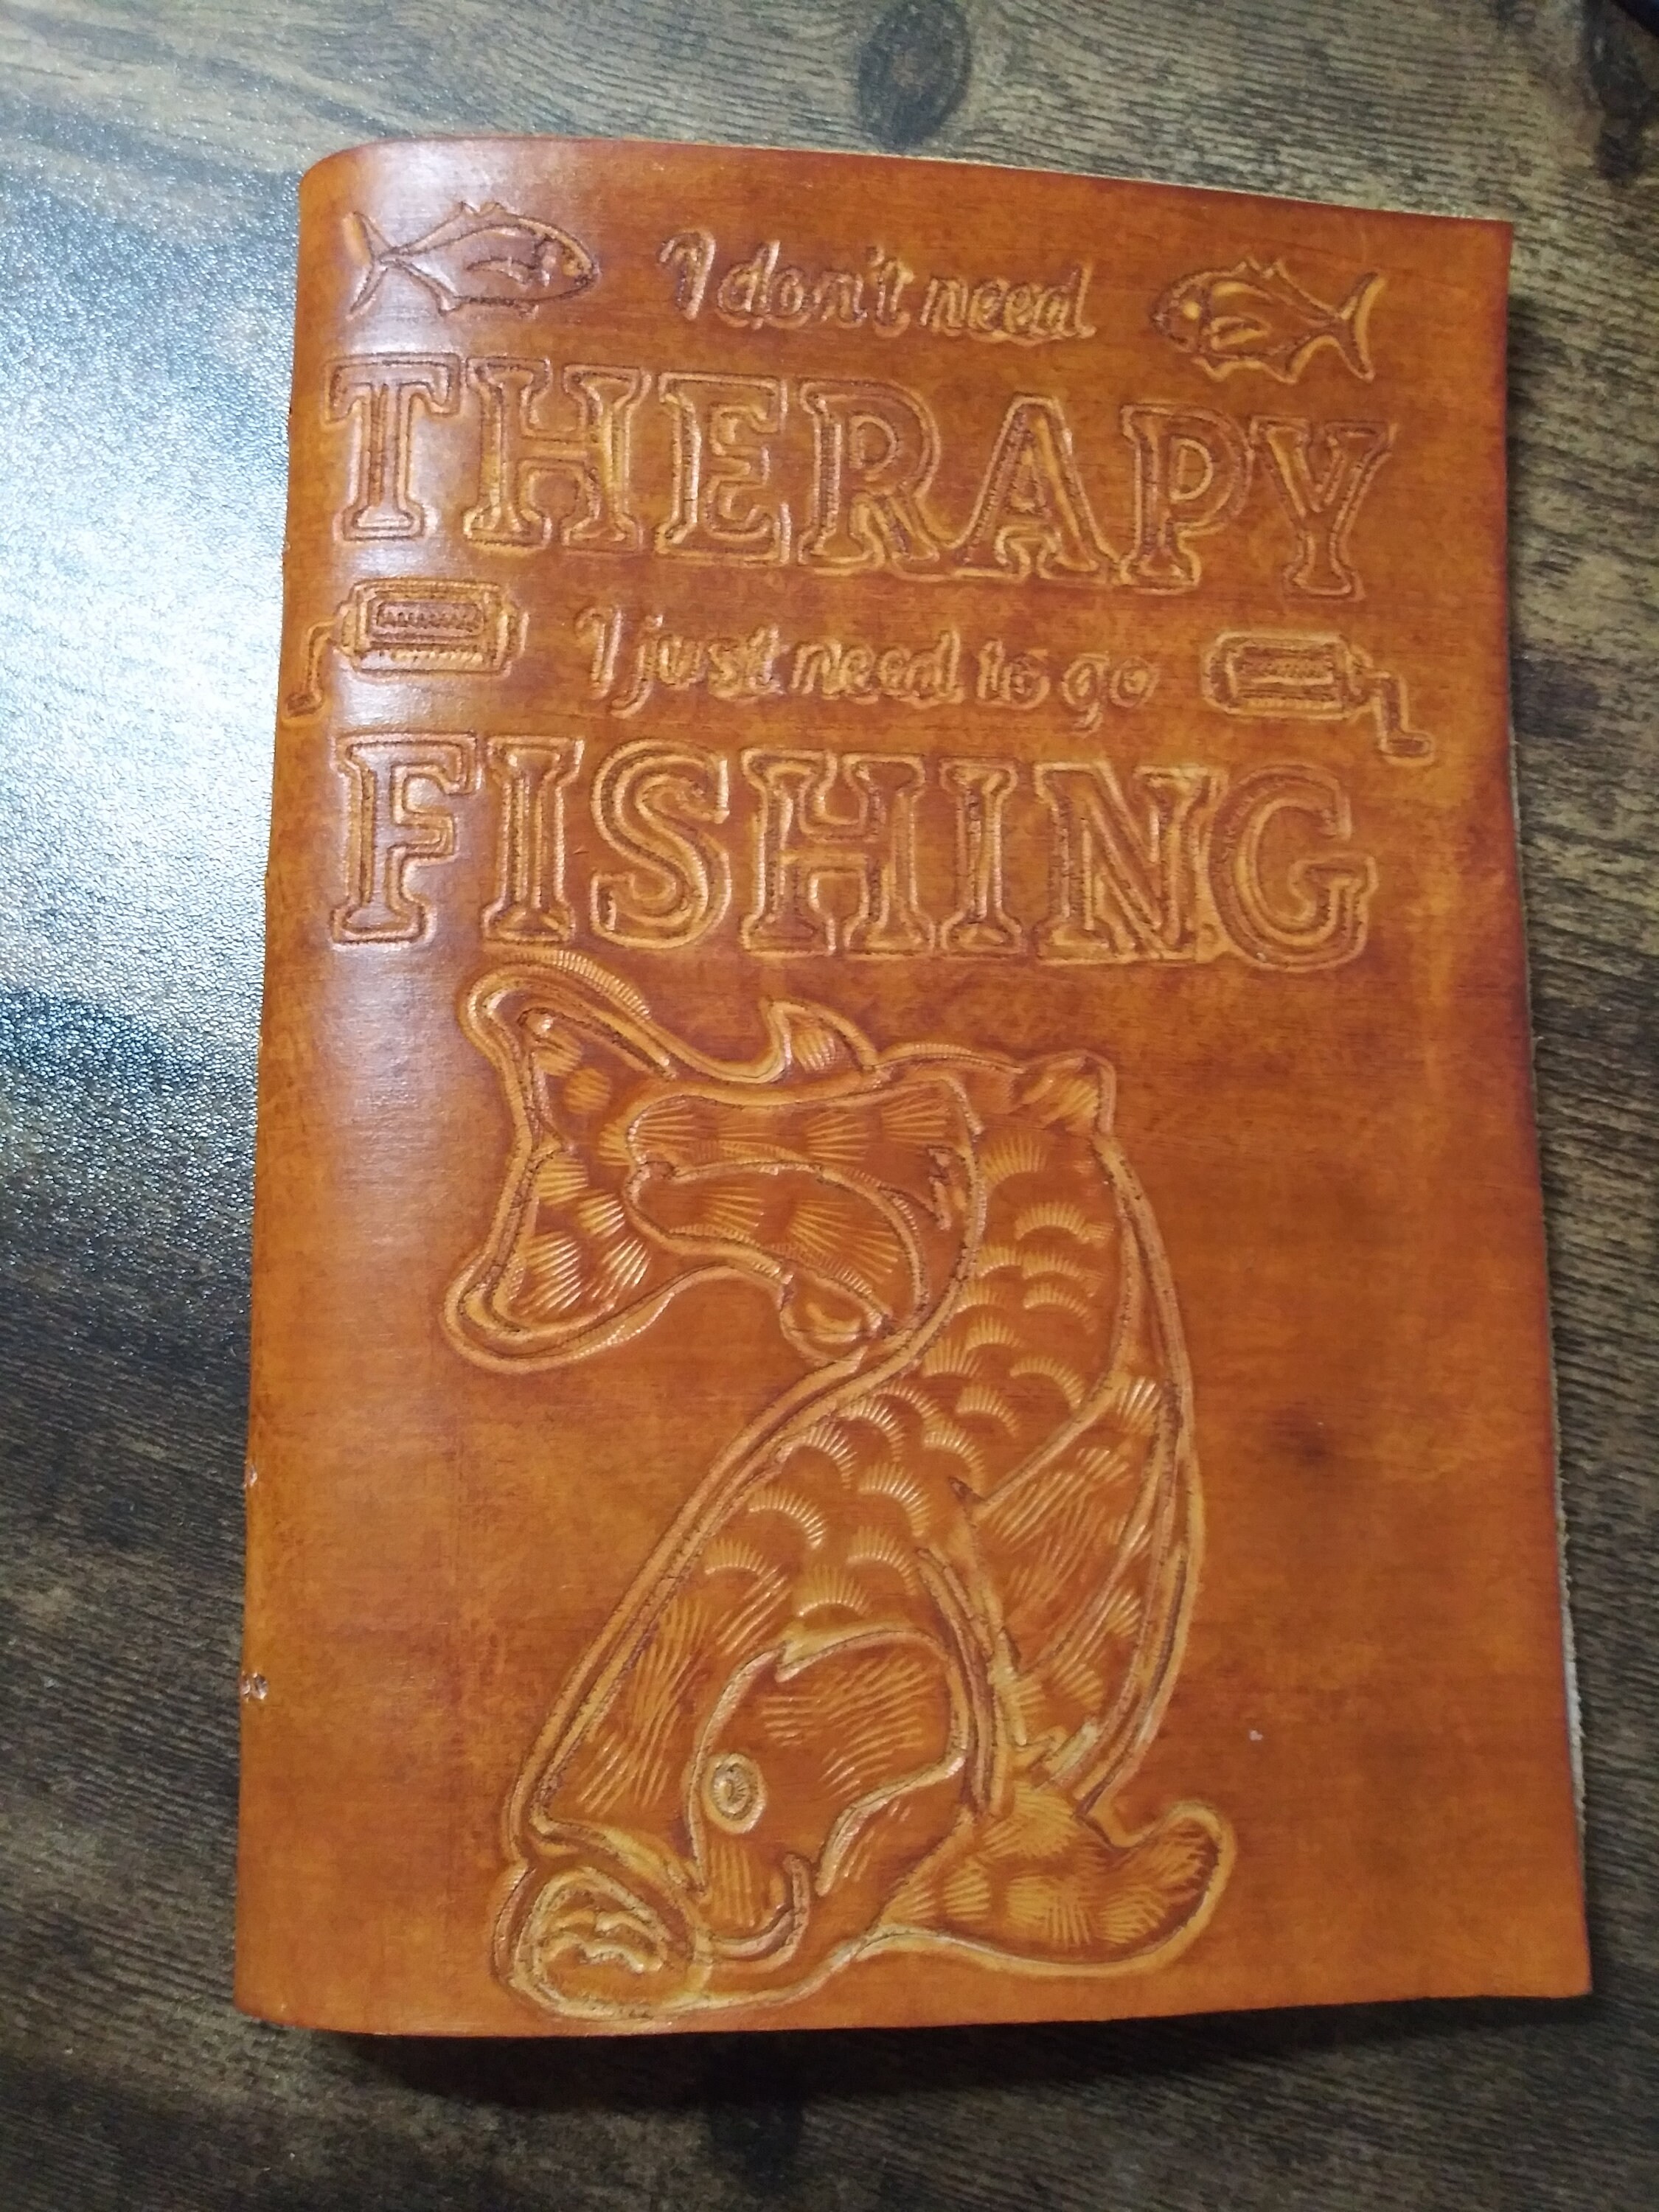 I don't need
THERAPY
I just need to go
FISHING